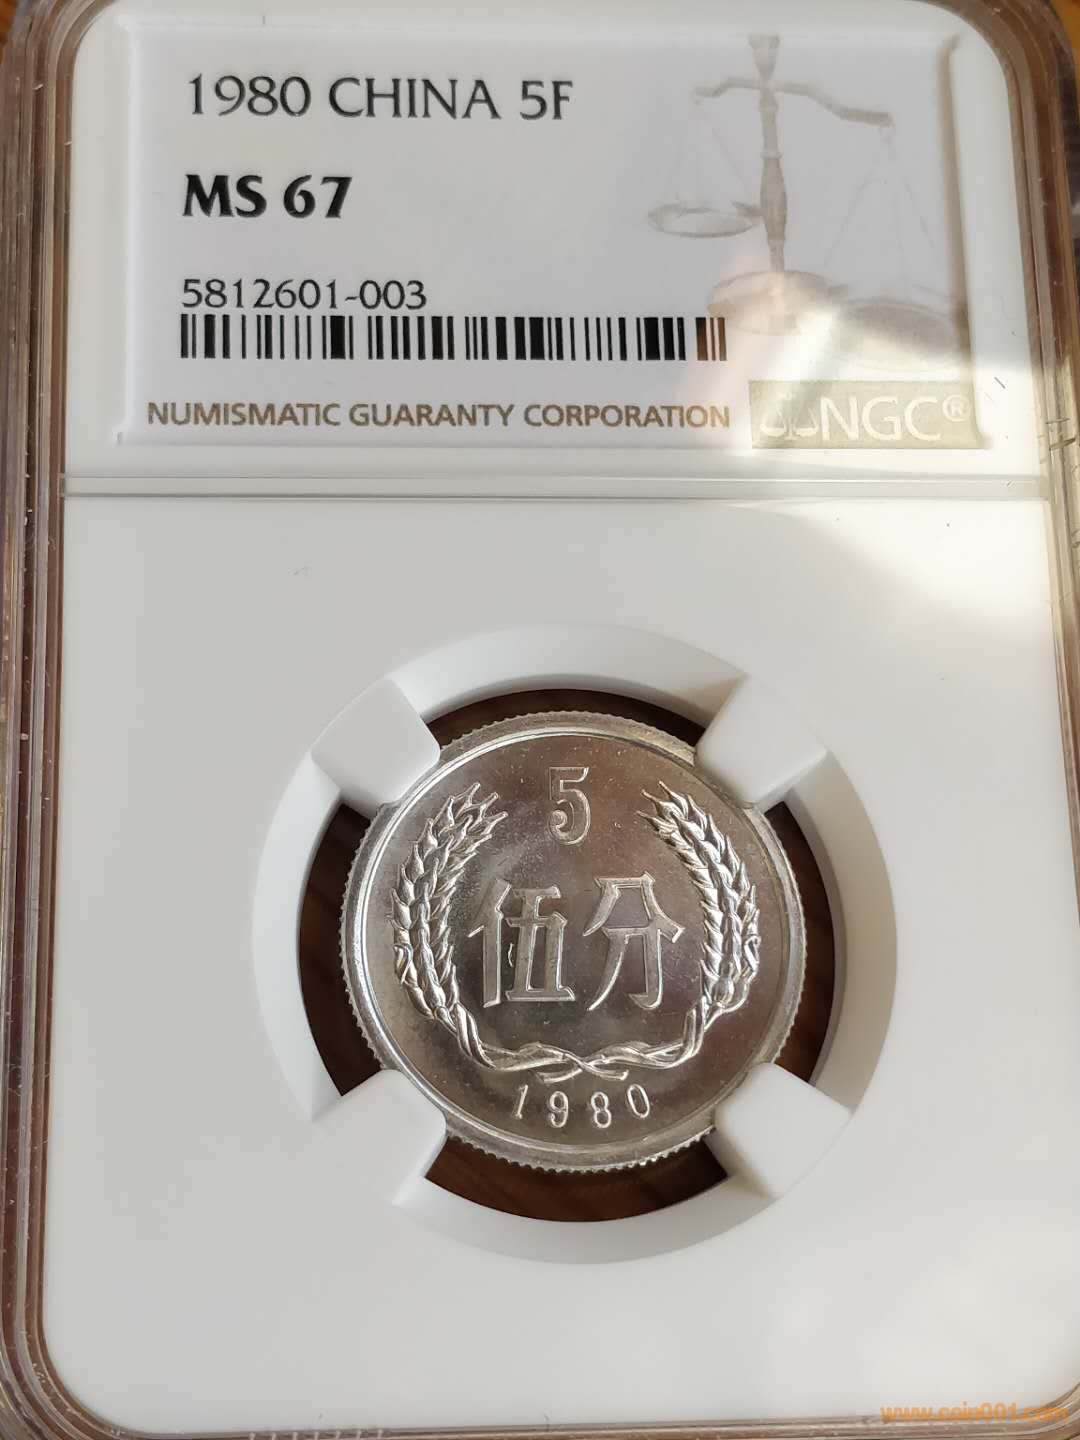 1980 CHINA 5F
MS 67
5812601-003
NUMISMATIC GUARANTY CORPORATION
NGC®
5
伍分
1980
www.coin001.com